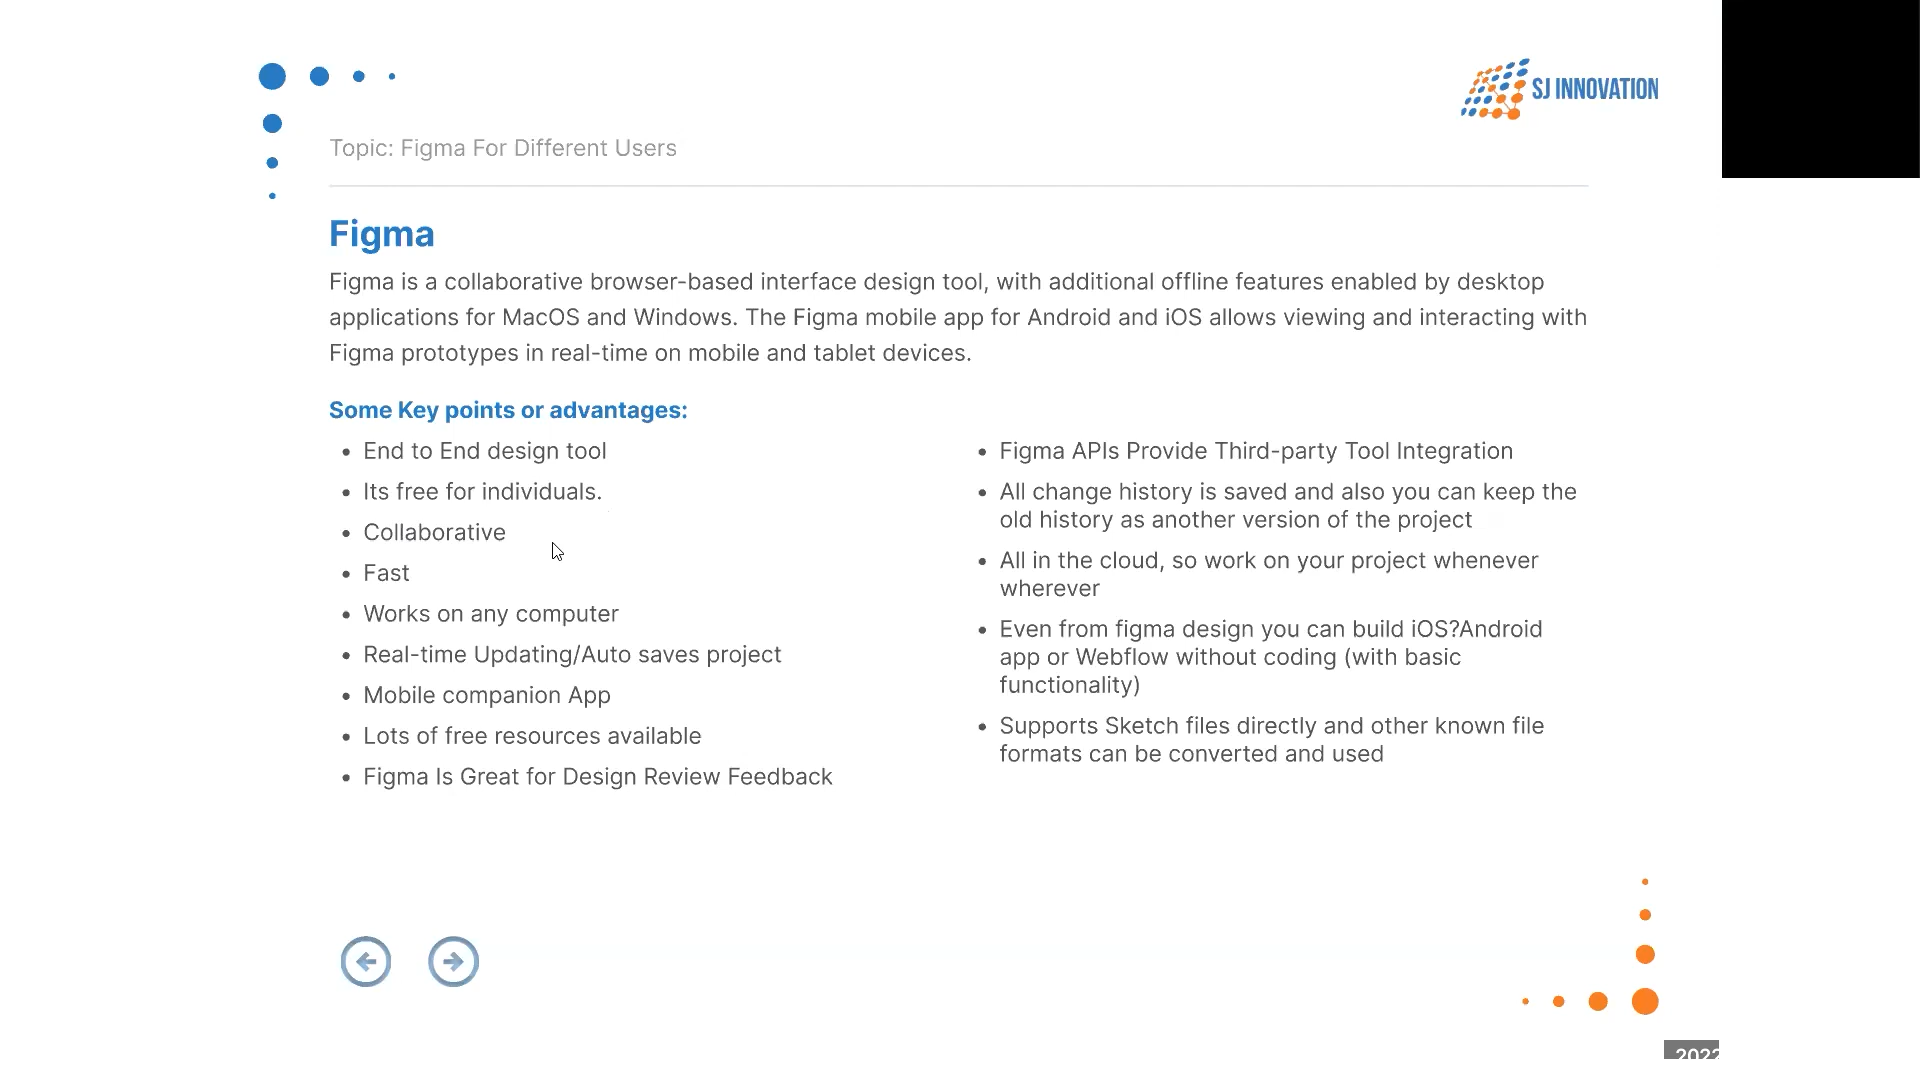 SJ INNOVATION
Topic: Figma For Different Users
Figma
Figma is a collaborative browser-based interface design tool, with additional offline features enabled by desktop
applications for MacOS and Windows. The Figma mobile app for Android and iOS allows viewing and interacting with
Figma prototypes in real-time on mobile and tablet devices.
Some Key points or advantages:
• End to End design tool
• Its free for individuals.
• Collaborative
• Fast
• Works on any computer
• Real-time Updating/Auto saves project
• Mobile companion App
• Lots of free resources available
• Figma Is Great for Design Review Feedback
• Figma APIs Provide Third-party Tool Integration
• All change history is saved and also you can keep the
old history as another version of the project
• All in the cloud, so work on your project whenever
wherever
• Even from figma design you can build iOS?Android
app or Webflow without coding (with basic
functionality)
• Supports Sketch files directly and other known file
formats can be converted and used
2022